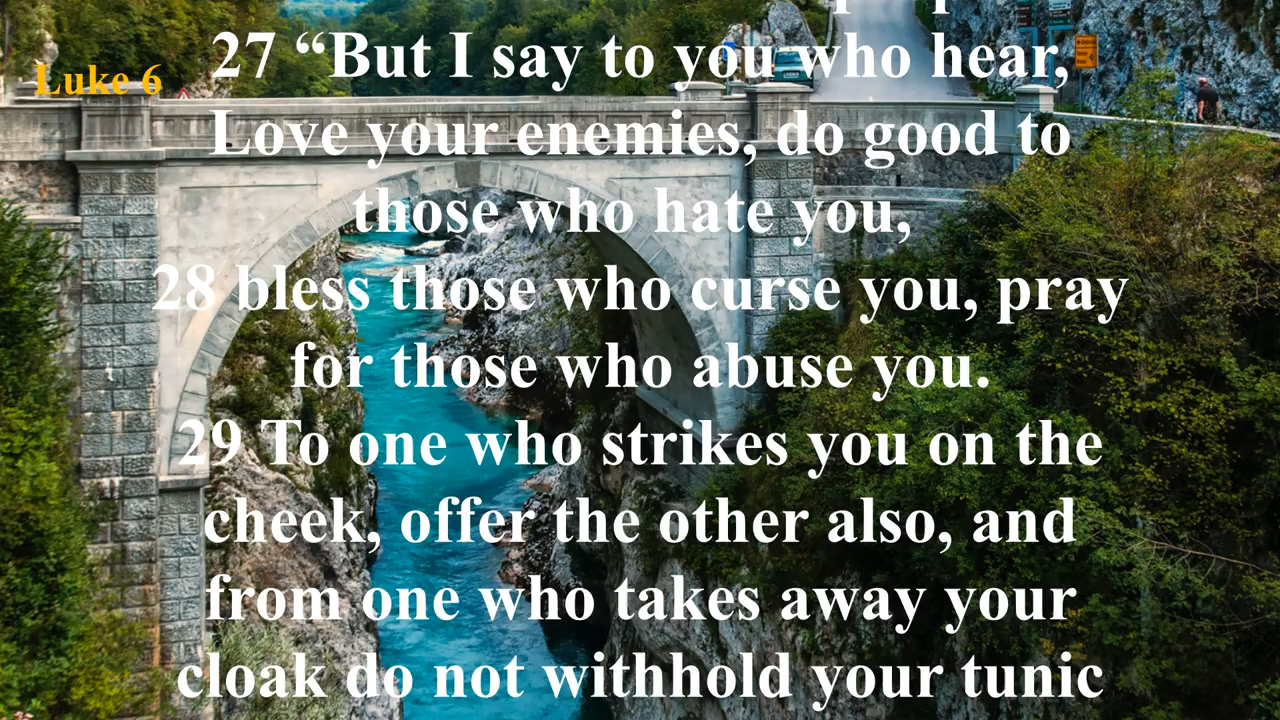 Luke 6
27 “But I say to you who hear,
Love your enemies, do good to
those who hate you,
28 bless those who curse you, pray
for those who abuse you.
29 To one who strikes you on the
cheek, offer the other also, and
from one who takes away your
cloak do not withhold your tunic